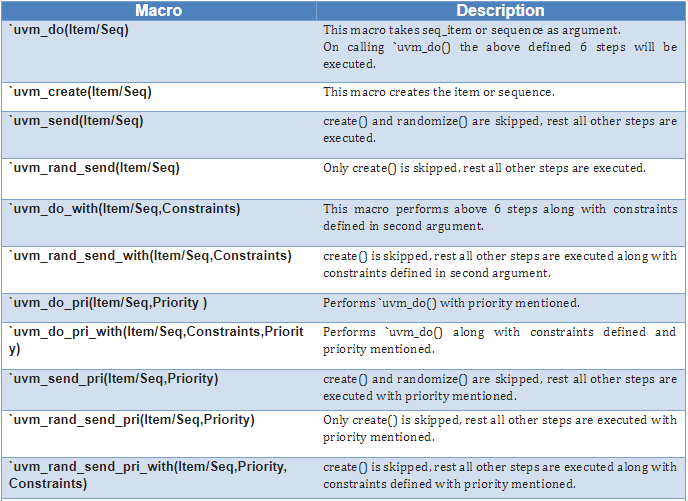 Macro Description
`uvm_do(Item/Seq) This macro takes seq_item or sequence as argument.
On calling `uvm_do() the above defined 6 steps will be
executed.
`uvm_create(Item/Seq) This macro creates the item or sequence.
`uvm_send(Item/Seq) create() and randomize() are skipped, rest all other steps are
executed.
`uvm_rand_send(Item/Seq) Only create() is skipped, rest all other steps are executed.
`uvm_do_with(Item/Seq,Constraints) This macro performs above 6 steps along with constraints
defined in second argument.
`uvm_rand_send_with(Item/Seq,Constraints) create() is skipped, rest all other steps are executed along with
constraints defined in second argument.
`uvm_do_pri(Item/Seq,Priority ) Performs `uvm_do() with priority mentioned.
`uvm_do_pri_with(Item/Seq,Constraints,Priorit
y)
Performs `uvm_do() along with constraints defined and
priority mentioned.
`uvm_send_pri(Item/Seq,Priority) create() and randomize() are skipped, rest all other steps are
executed with priority mentioned.
`uvm_rand_send_pri(Item/Seq,Priority) Only create() is skipped, rest all other steps are executed with
priority mentioned.
`uvm_rand_send_pri_with(Item/Seq,Priority,
Constraints)
create() is skipped, rest all other steps are executed along with
constraints defined with priority mentioned.